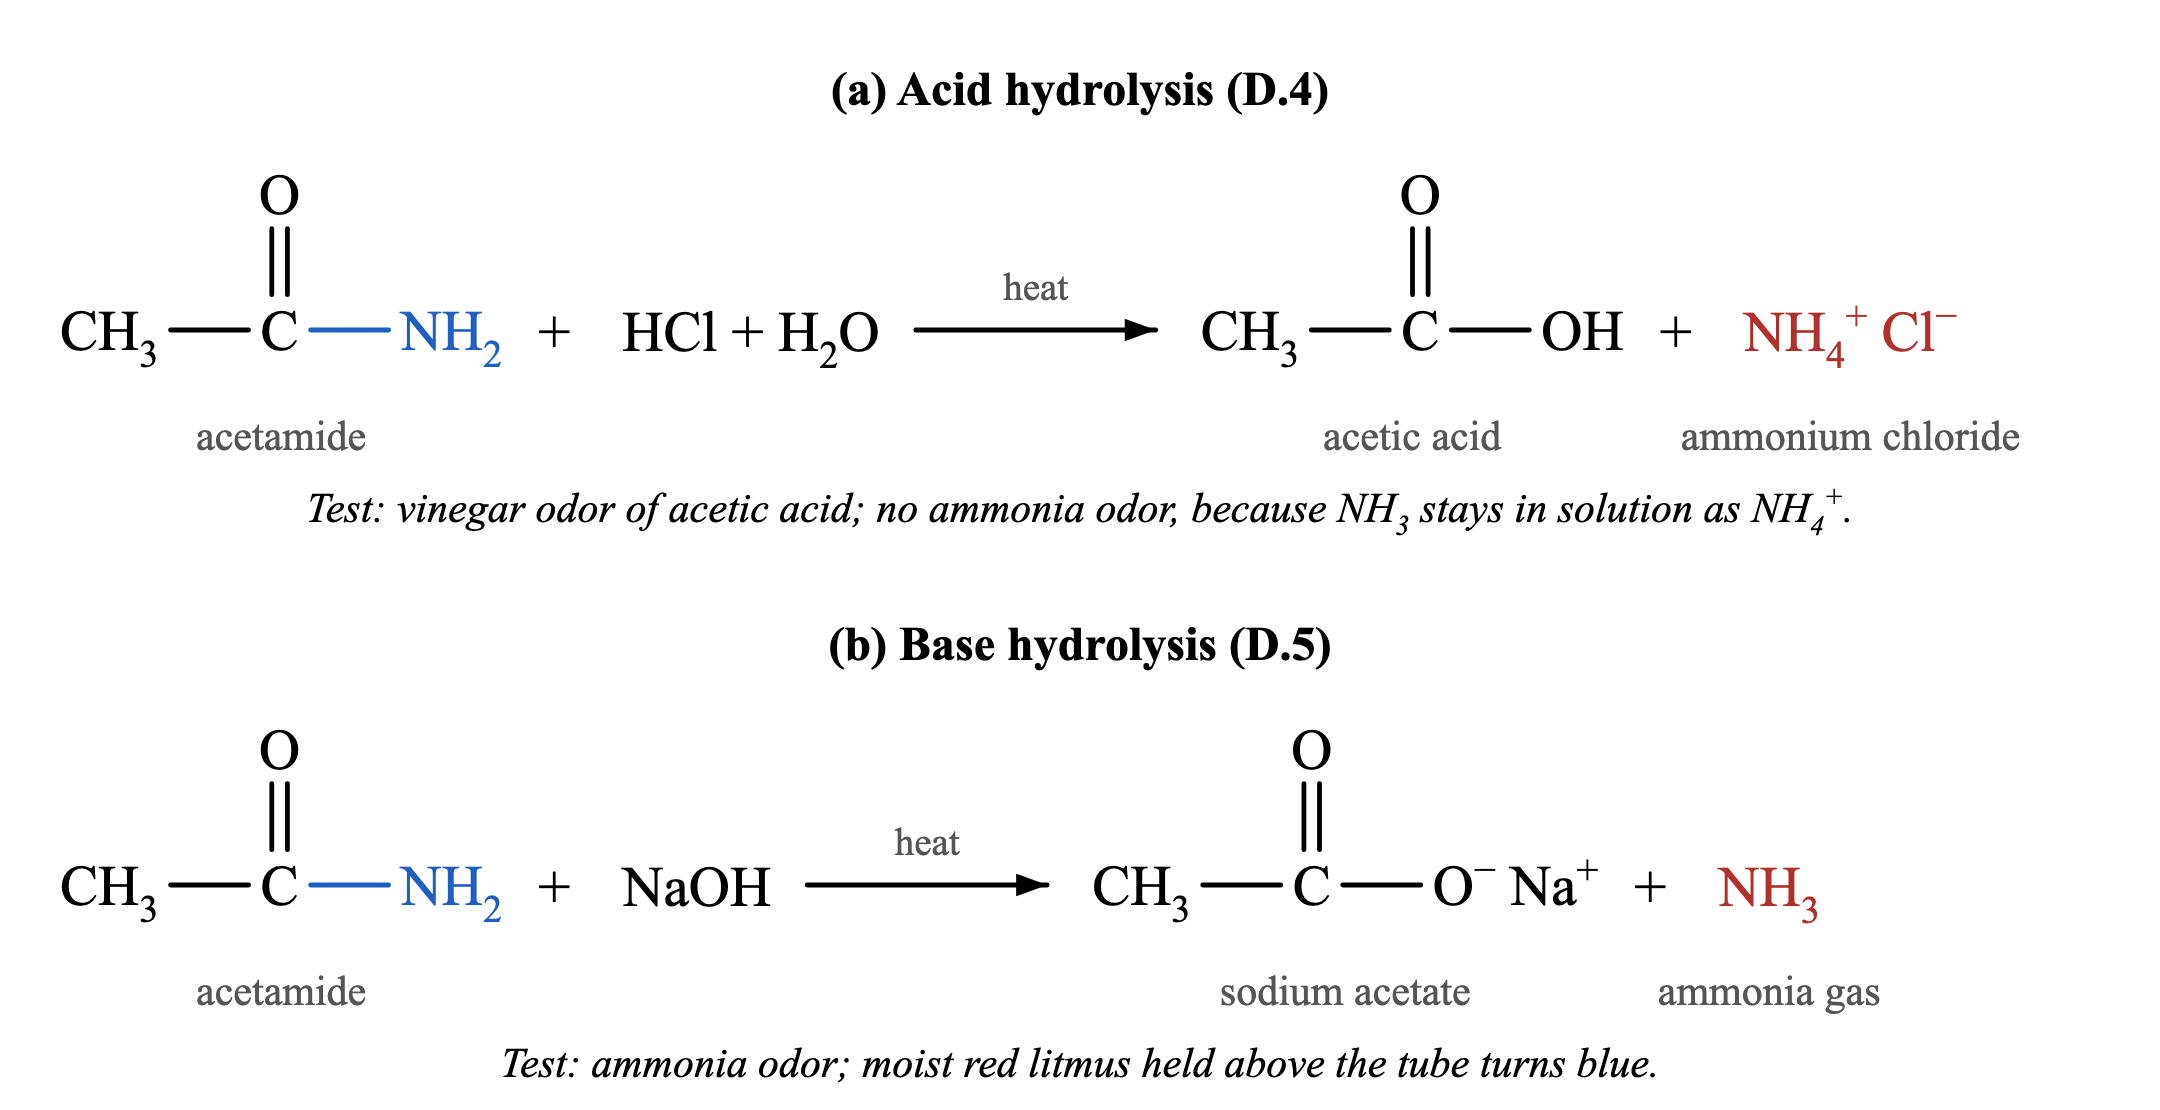 (a) Acid hydrolysis (D.4)
O
heat
CH₃—C—NH₂ + HCl + H₂O → CH₃—C—OH + NH₄⁺ Cl⁻
O
acetamide acetic acid ammonium chloride
Test: vinegar odor of acetic acid; no ammonia odor, because NH₃ stays in solution as NH₄⁺.
(b) Base hydrolysis (D.5)
O O
heat
CH₃—C—NH₂ + NaOH → CH₃—C—O⁻ Na⁺ + NH₃
acetamide sodium acetate ammonia gas
Test: ammonia odor; moist red litmus held above the tube turns blue.